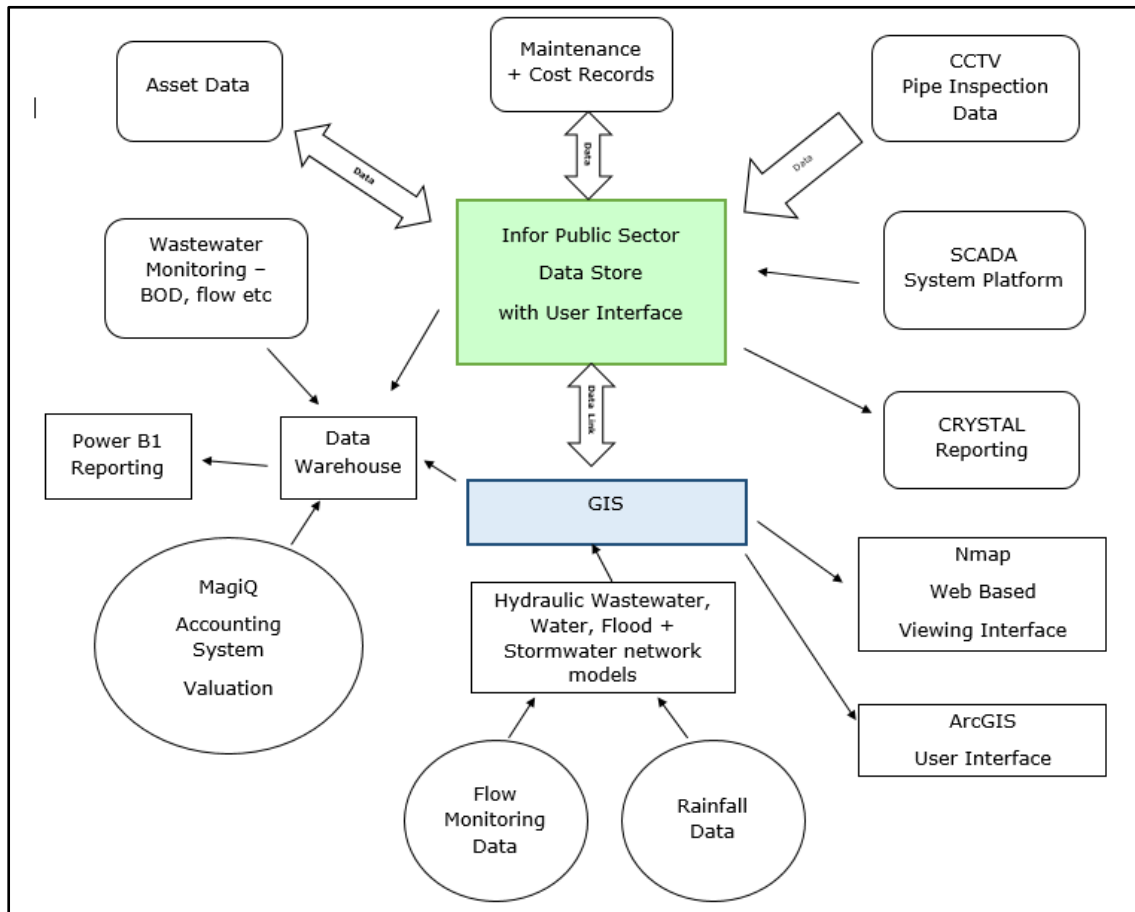 Asset Data
Maintenance
+ Cost Records
CCTV
Pipe Inspection
Data
Data
Data
Data
Wastewater
Monitoring –
BOD, flow etc
Infor Public Sector
Data Store
with User Interface
SCADA
System Platform
Data Link
Power B1
Reporting
Data
Warehouse
CRYSTAL
Reporting
GIS
MagiQ
Accounting
System
Valuation
Hydraulic Wastewater,
Water, Flood +
Stormwater network
models
Nmap
Web Based
Viewing Interface
ArcGIS
User Interface
Flow
Monitoring
Data
Rainfall
Data